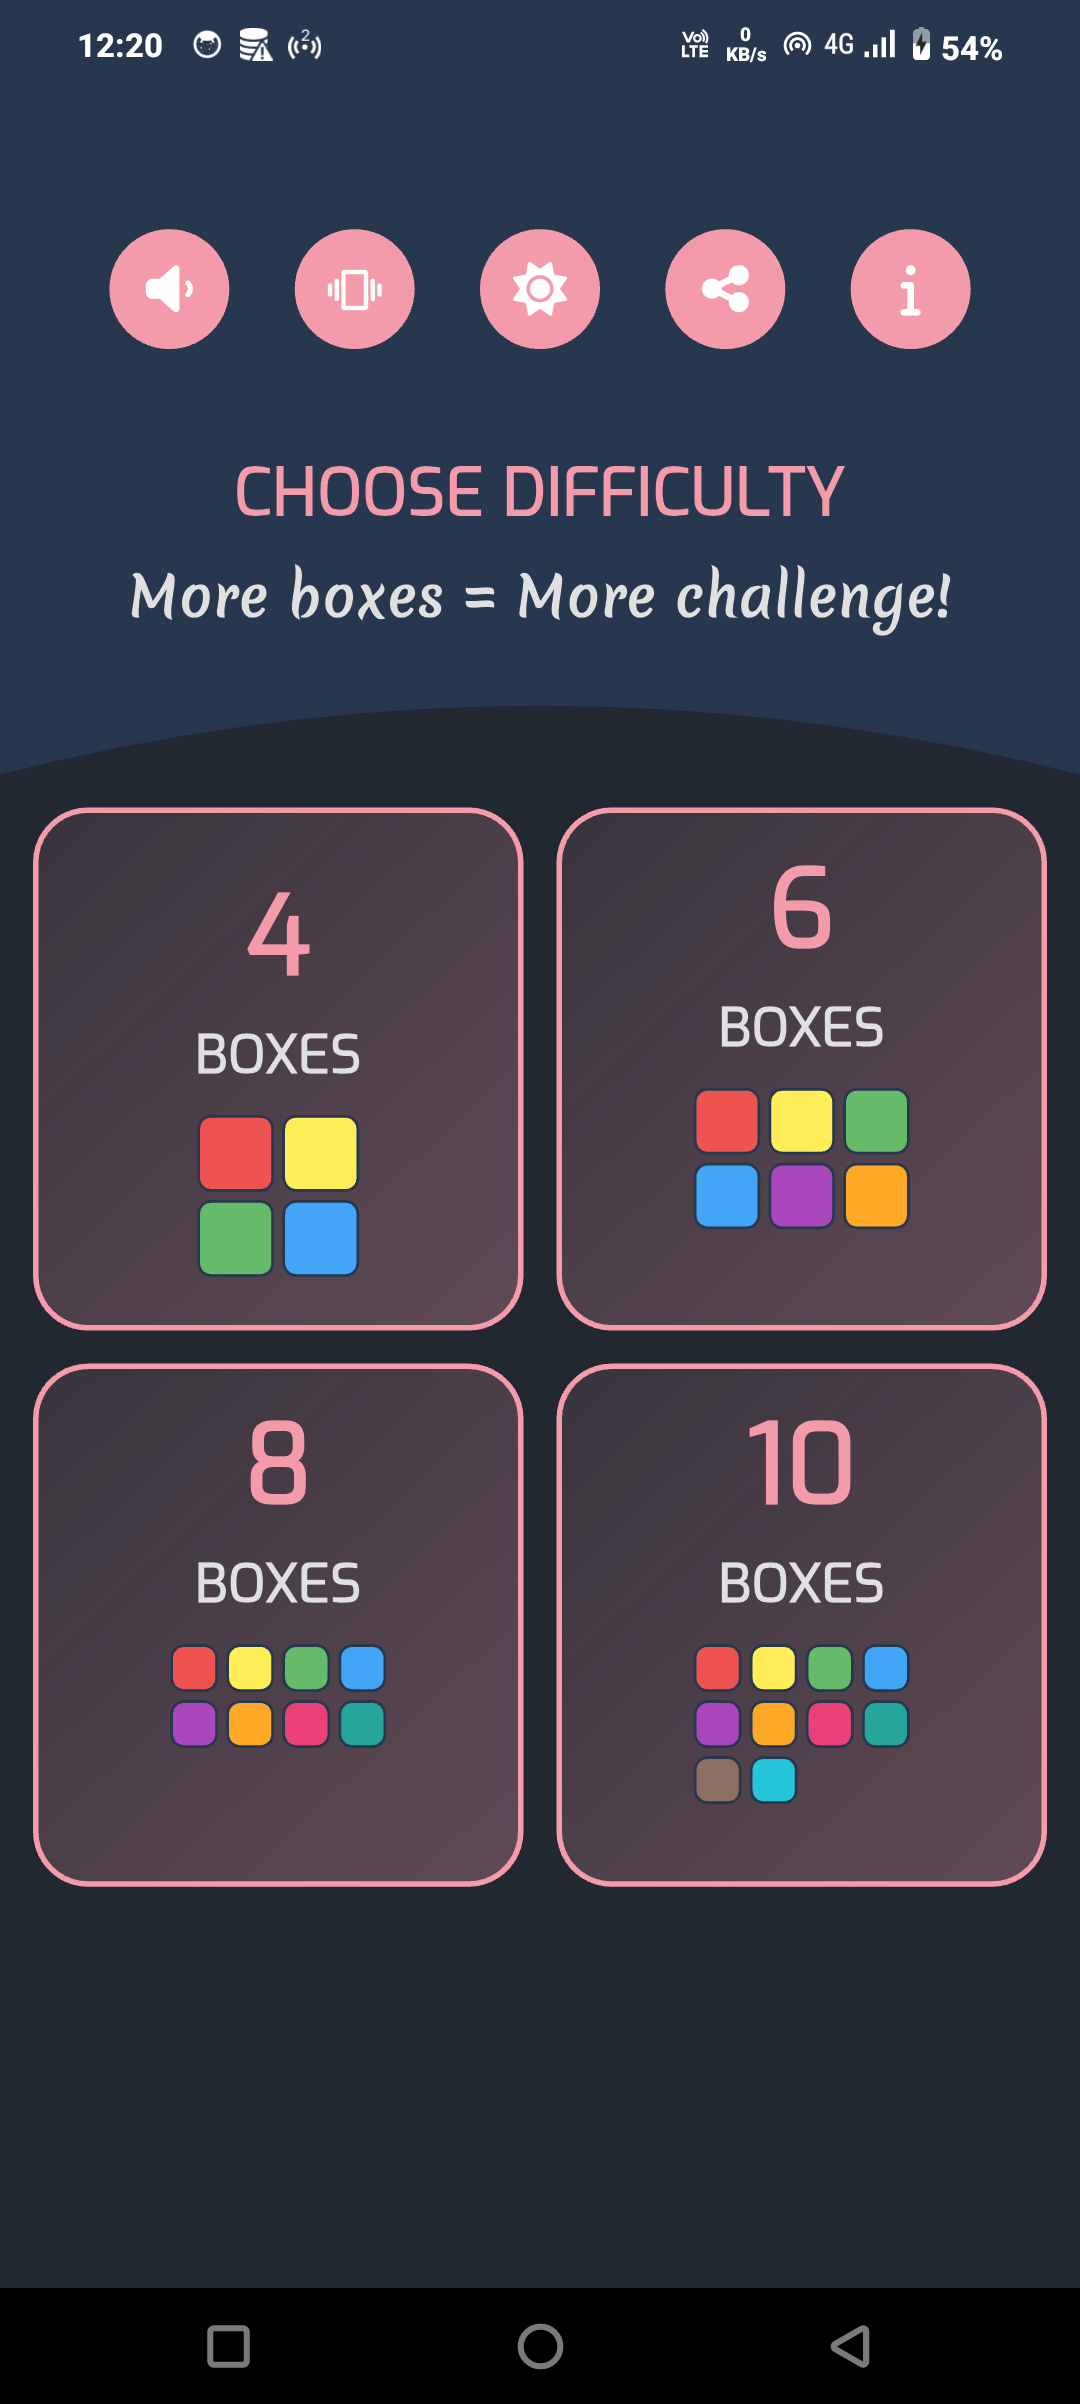 12:20
2
Vo)) LTE
0 KB/s
4G
54%
CHOOSE DIFFICULTY
More boxes = More challenge!
4
BOXES
6
BOXES
8
BOXES
10
BOXES